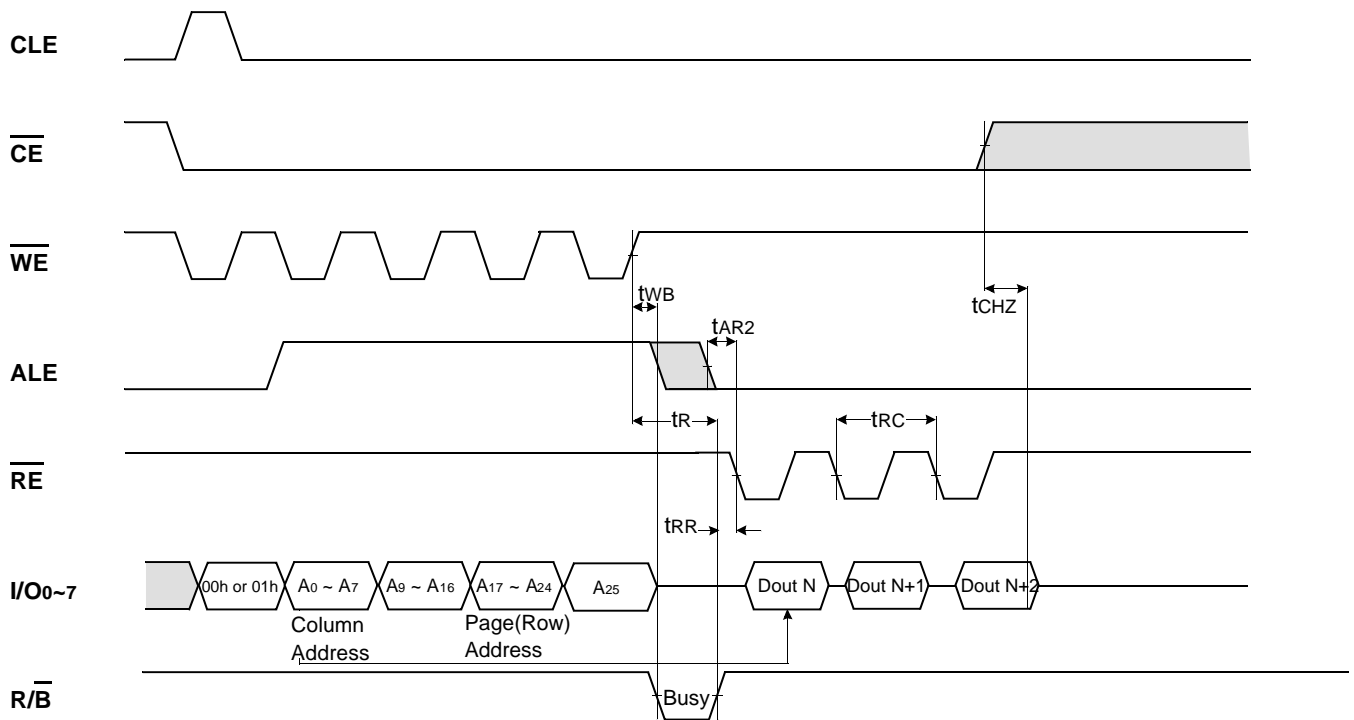 CLE
CE
WE
tWB
tCHZ
tAR2
ALE
tR
tRC
RE
tRR
I/O0~7
00h or 01h
A0 ~ A7
A9 ~ A16
A17 ~ A24
A25
Dout N
Dout N+1
Dout N+2
Column
Address
Page(Row)
Address
R/B
Busy